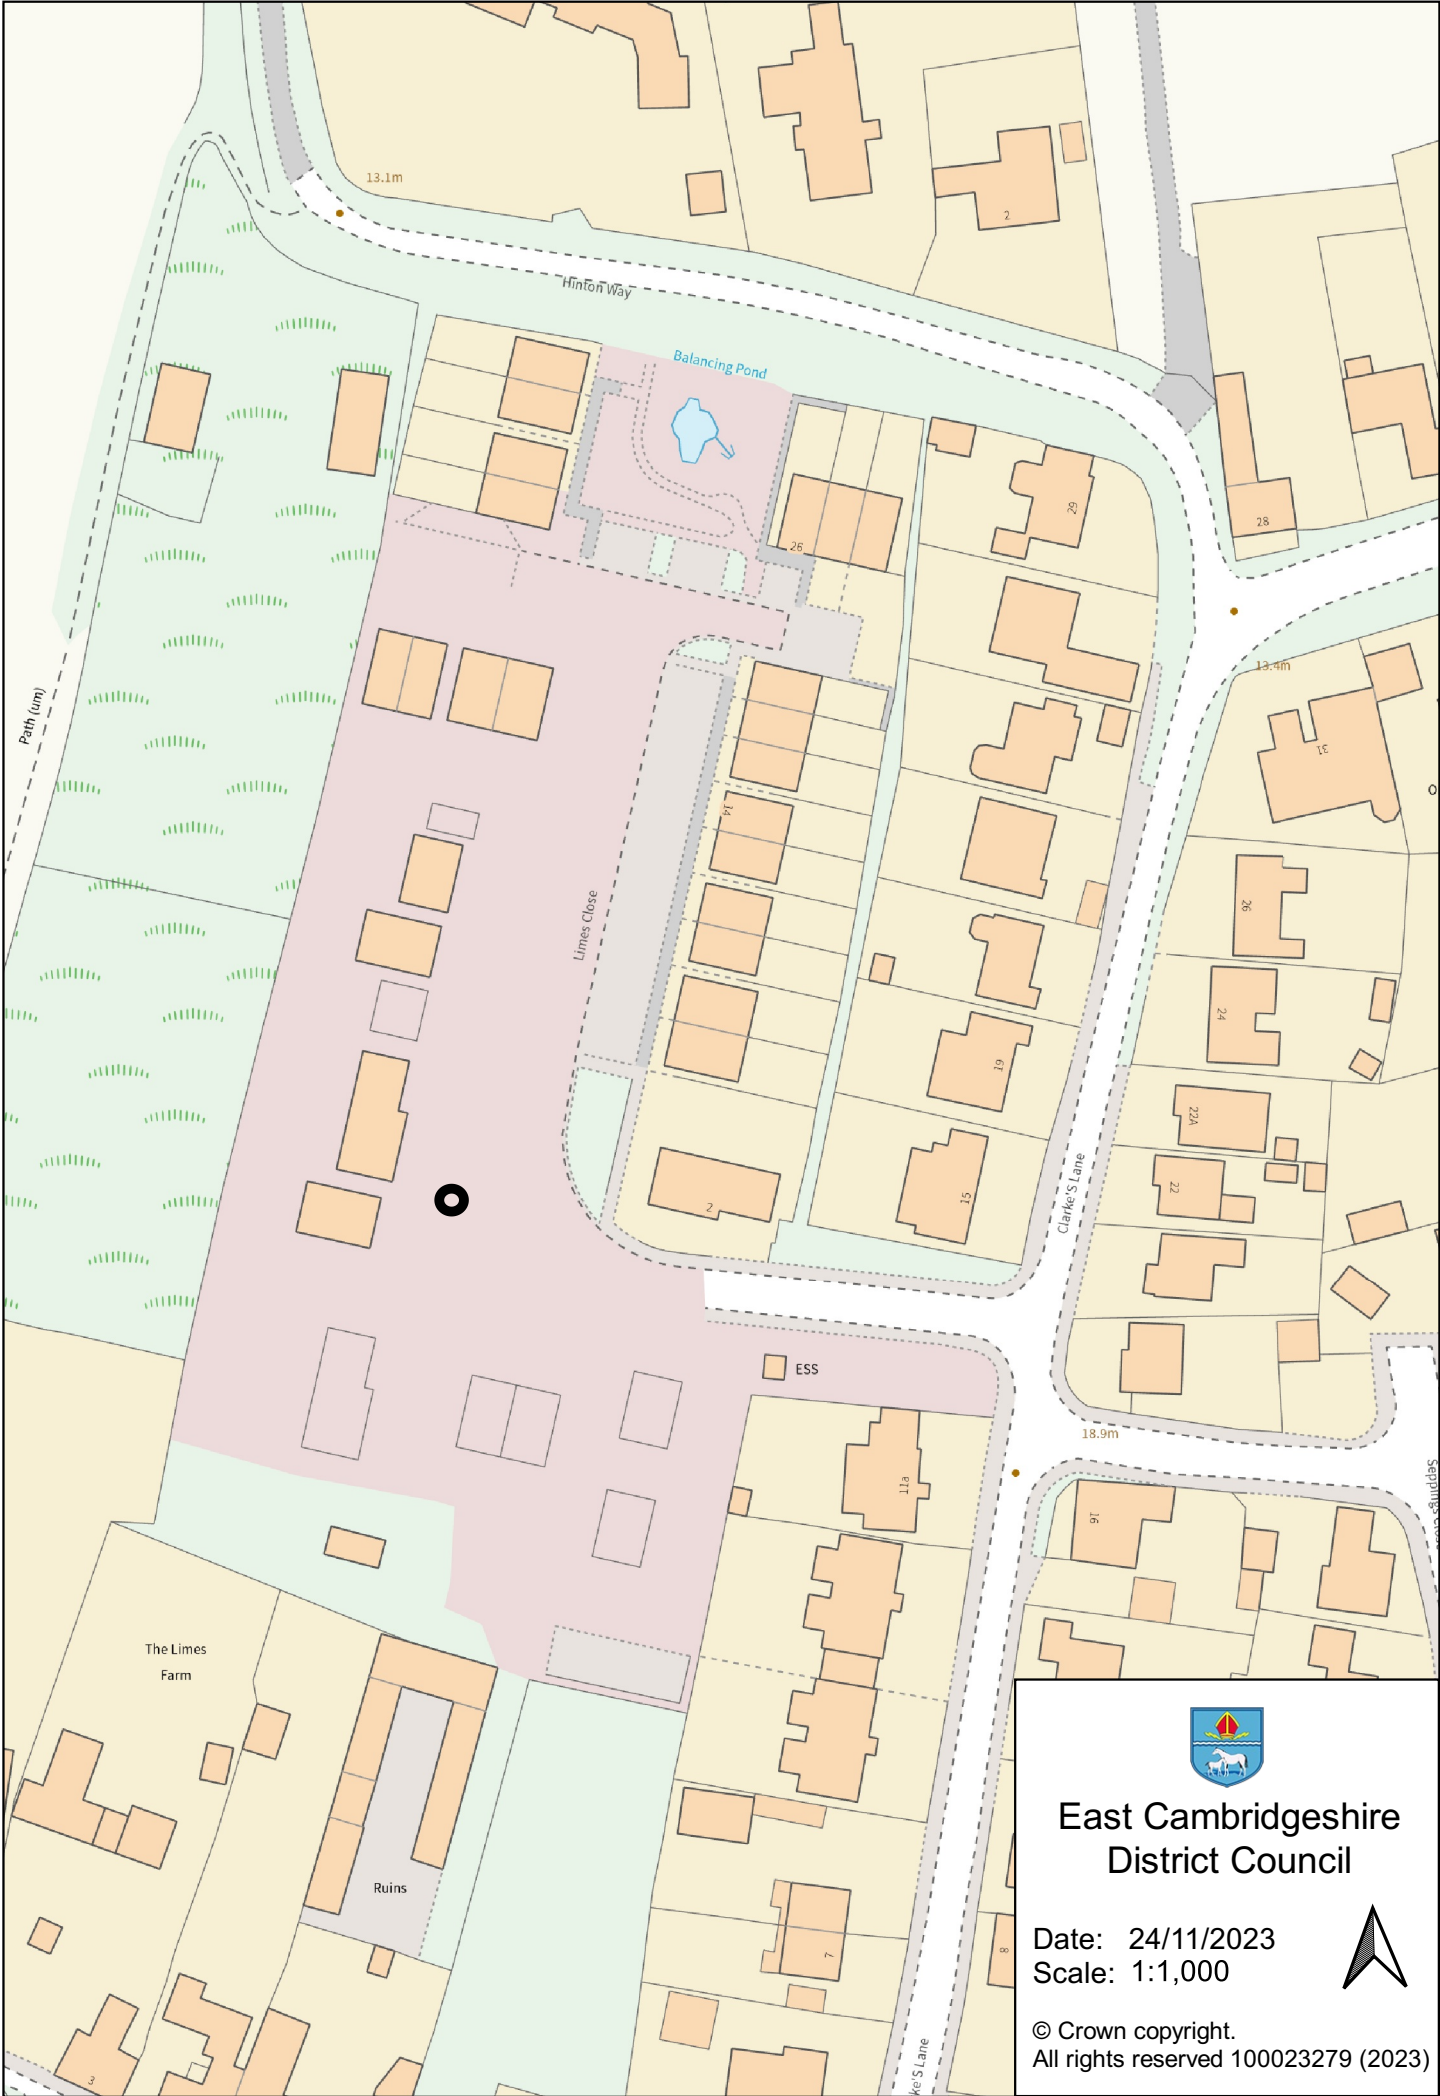 13.1m
2
Hinton Way
Balancing Pond
29
28
26
13.4m
Path (um)
31
14
Limes Close
26
24
19
22A
22
15
2
Clarke'S Lane
ESS
18.9m
11a
16
The Limes
Farm
Ruins
7
8
3
East Cambridgeshire
District Council
Date: 24/11/2023
Scale: 1:1,000
© Crown copyright.
All rights reserved 100023279 (2023)